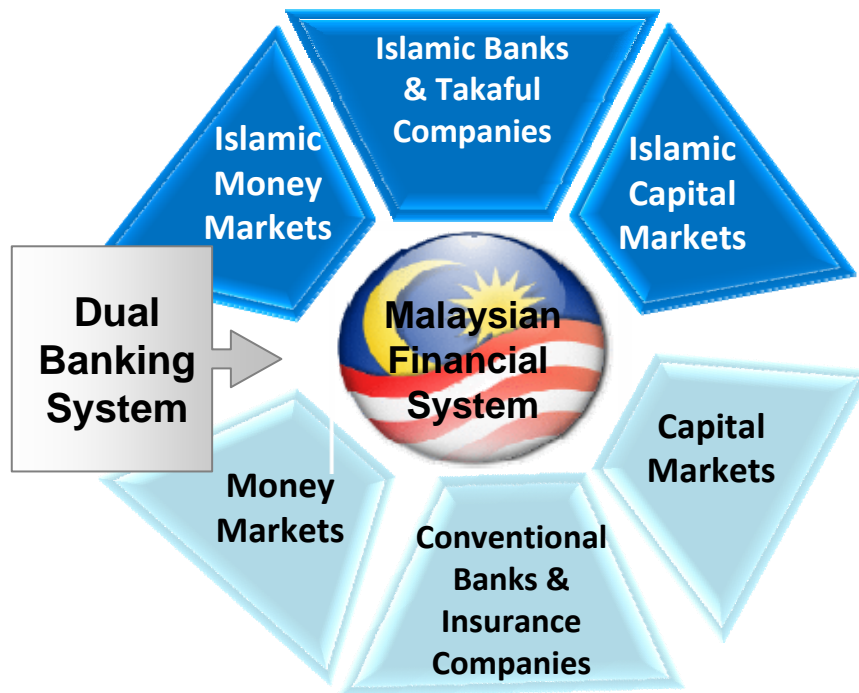 Islamic Banks
& Takaful
Companies
Islamic
Money
Markets
Islamic
Capital
Markets
Dual
Banking
System
Malaysian
Financial
System
Money
Markets
Capital
Markets
Conventional
Banks &
Insurance
Companies